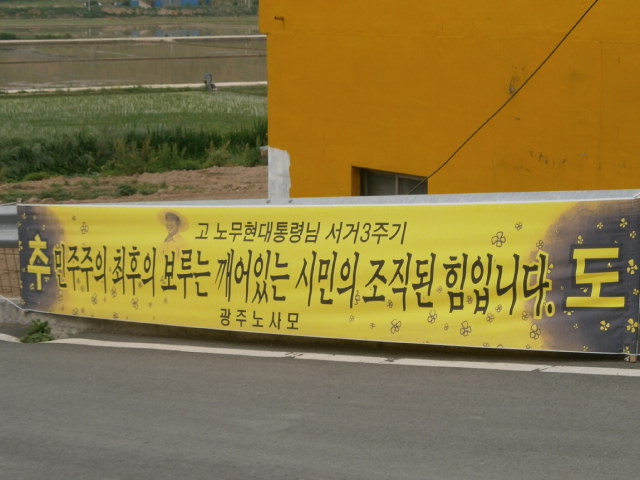 고 노무현대통령님 서거3주기
추 민주주의 최후의 보루는 깨어있는 시민의 조직된 힘입니다. 도
광주노사모